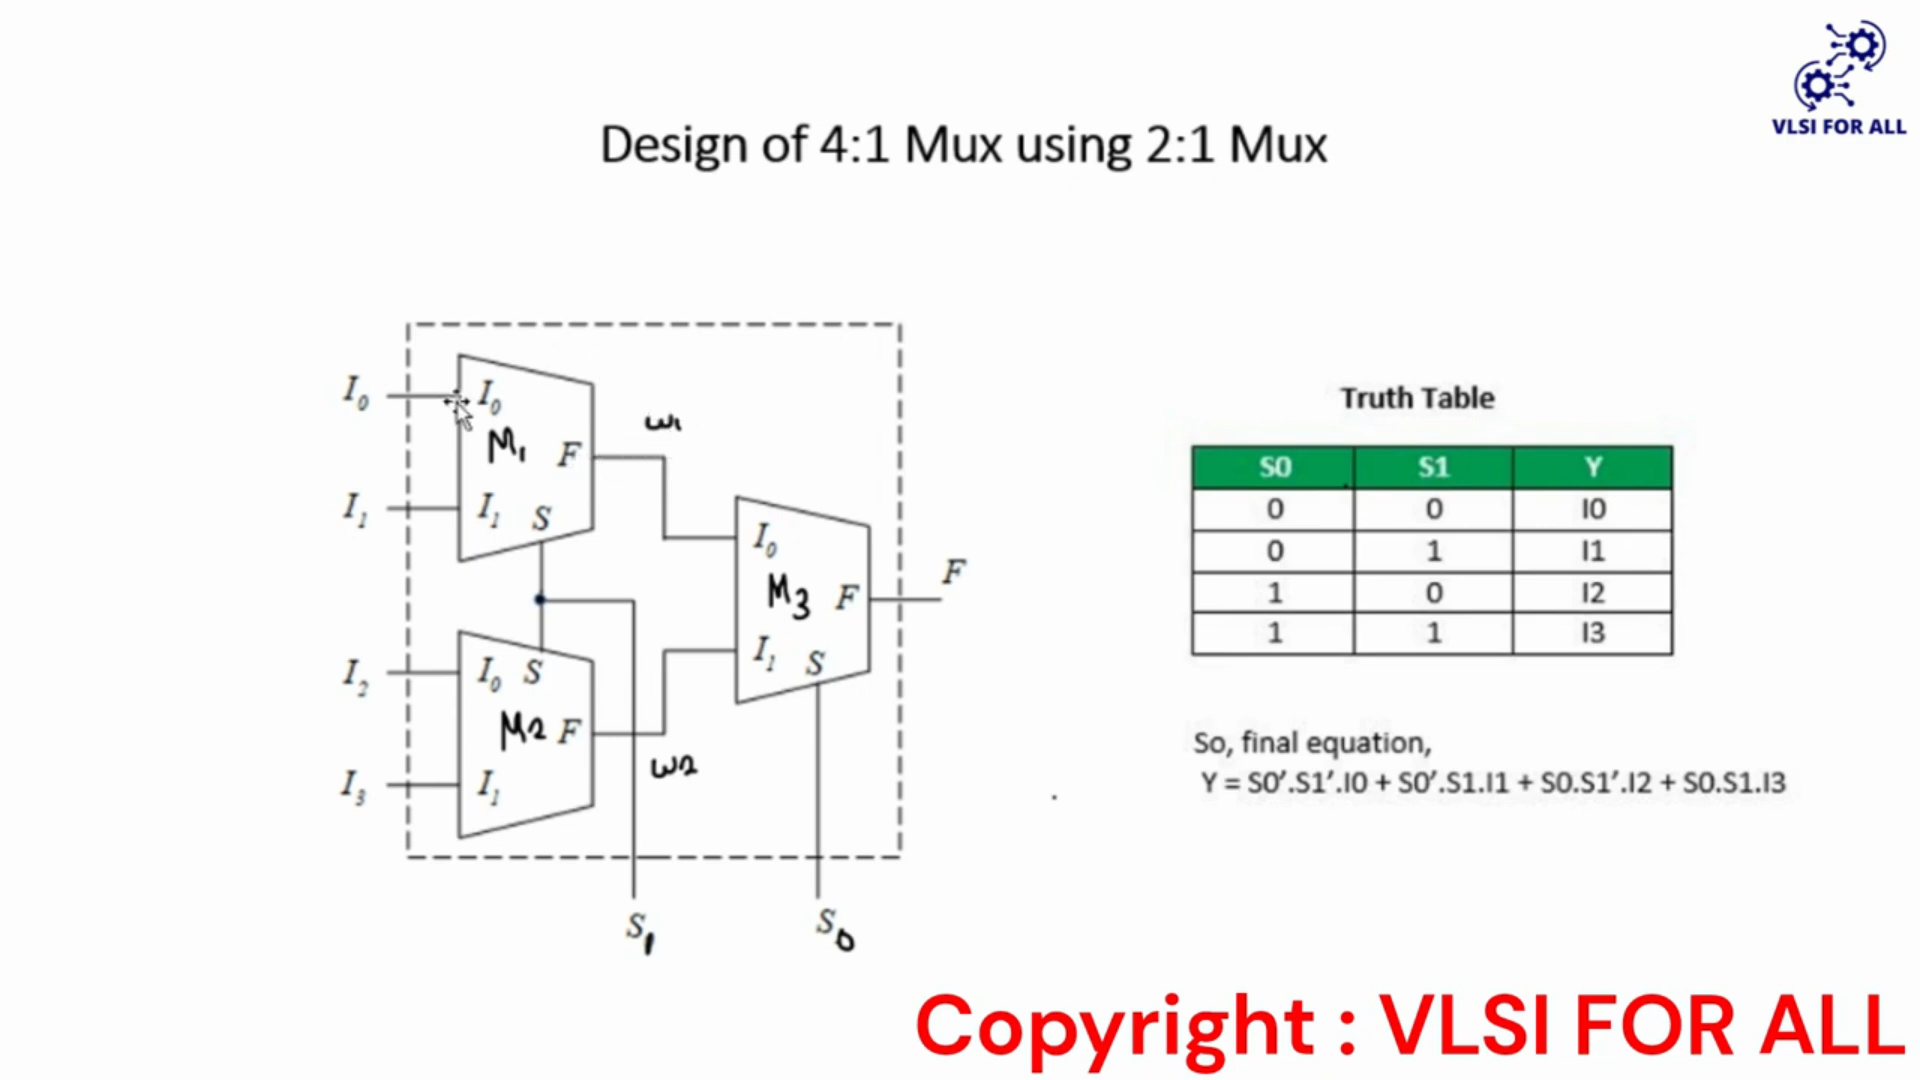 VLSI FOR ALL
Design of 4:1 Mux using 2:1 Mux
I0
I0
M1
F
w1
I1
I1
S
I0
M3
F
F
I1
S
I2
I0
S
M2
F
w2
I3
I1
S1
S0
Truth Table
S0 S1 Y
0 0 I0
0 1 I1
1 0 I2
1 1 I3
So, final equation,
Y = S0'.S1'.I0 + S0'.S1.I1 + S0.S1'.I2 + S0.S1.I3
Copyright : VLSI FOR ALL